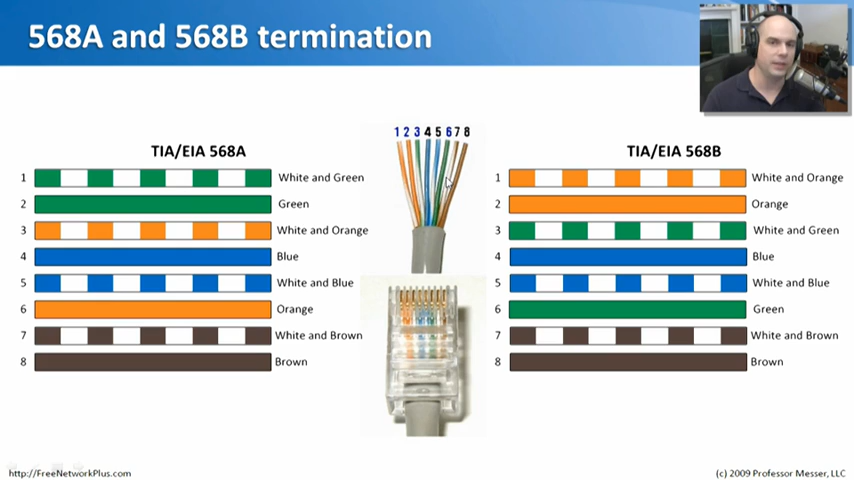 568A and 568B termination
1 2 3 4 5 6 7 8
TIA/EIA 568A
1 White and Green
2 Green
3 White and Orange
4 Blue
5 White and Blue
6 Orange
7 White and Brown
8 Brown
TIA/EIA 568B
1 White and Orange
2 Orange
3 White and Green
4 Blue
5 White and Blue
6 Green
7 White and Brown
8 Brown
http://FreeNetworkPlus.com
(c) 2009 Professor Messer, LLC